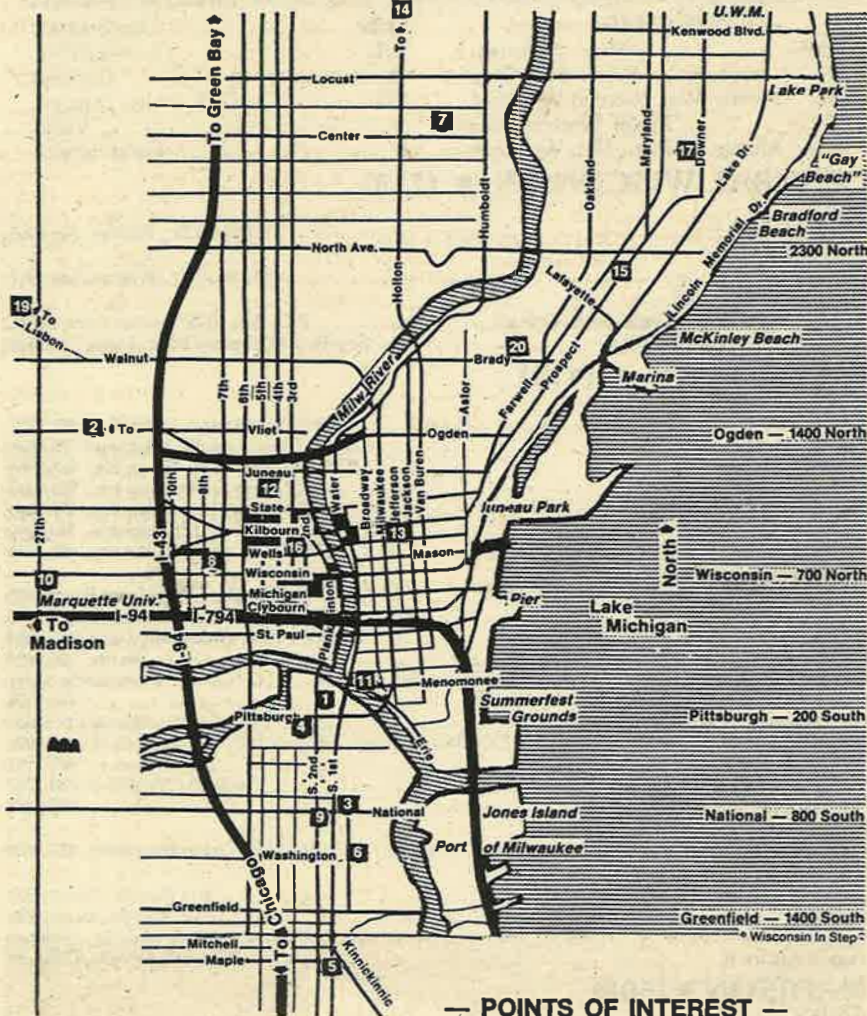 U.W.M.
Kenwood Blvd.
14
To
To Green Bay
Locust
Lake Park
7
Center
Maryland
17
Downer
Oakland
Lake Dr.
"Gay
Beach"
Humboldt
Bradford
Beach
North Ave.
2300 North
Holton
Lafayette
15
Lincoln Memorial Dr.
19
To
Lisbon
Walnut
Brady
20
McKinley Beach
Marina
Milw. River
Astor
Farwell
Prospect
7th
6th
5th
4th
3rd
2
To
Vliet
Ogden
Ogden — 1400 North
Juneau
10th
8th
12
State
2nd
Water
Broadway
Milwaukee
Jefferson
Jackson
Van Buren
Juneau Park
27th
I-43
Kilbourn
13
Wells
16
8
Mason
North
10
Wisconsin
Wisconsin — 700 North
Marquette Univ.
Michigan
Clybourn
Pier
Lake
Michigan
I-94
I-794
To
Madison
St. Paul
I-94
11
Menomonee
1
Summerfest
Grounds
Pittsburgh
4
Pittsburgh — 200 South
Erie
S. 2nd
S. 1st
3
9
National
Jones Island
National — 800 South
Port
of Milwaukee
Washington
6
To Chicago
Greenfield
Greenfield — 1400 South
Mitchell
Maple
5
Kinnickinnic
© Wisconsin In Step
— POINTS OF INTEREST —